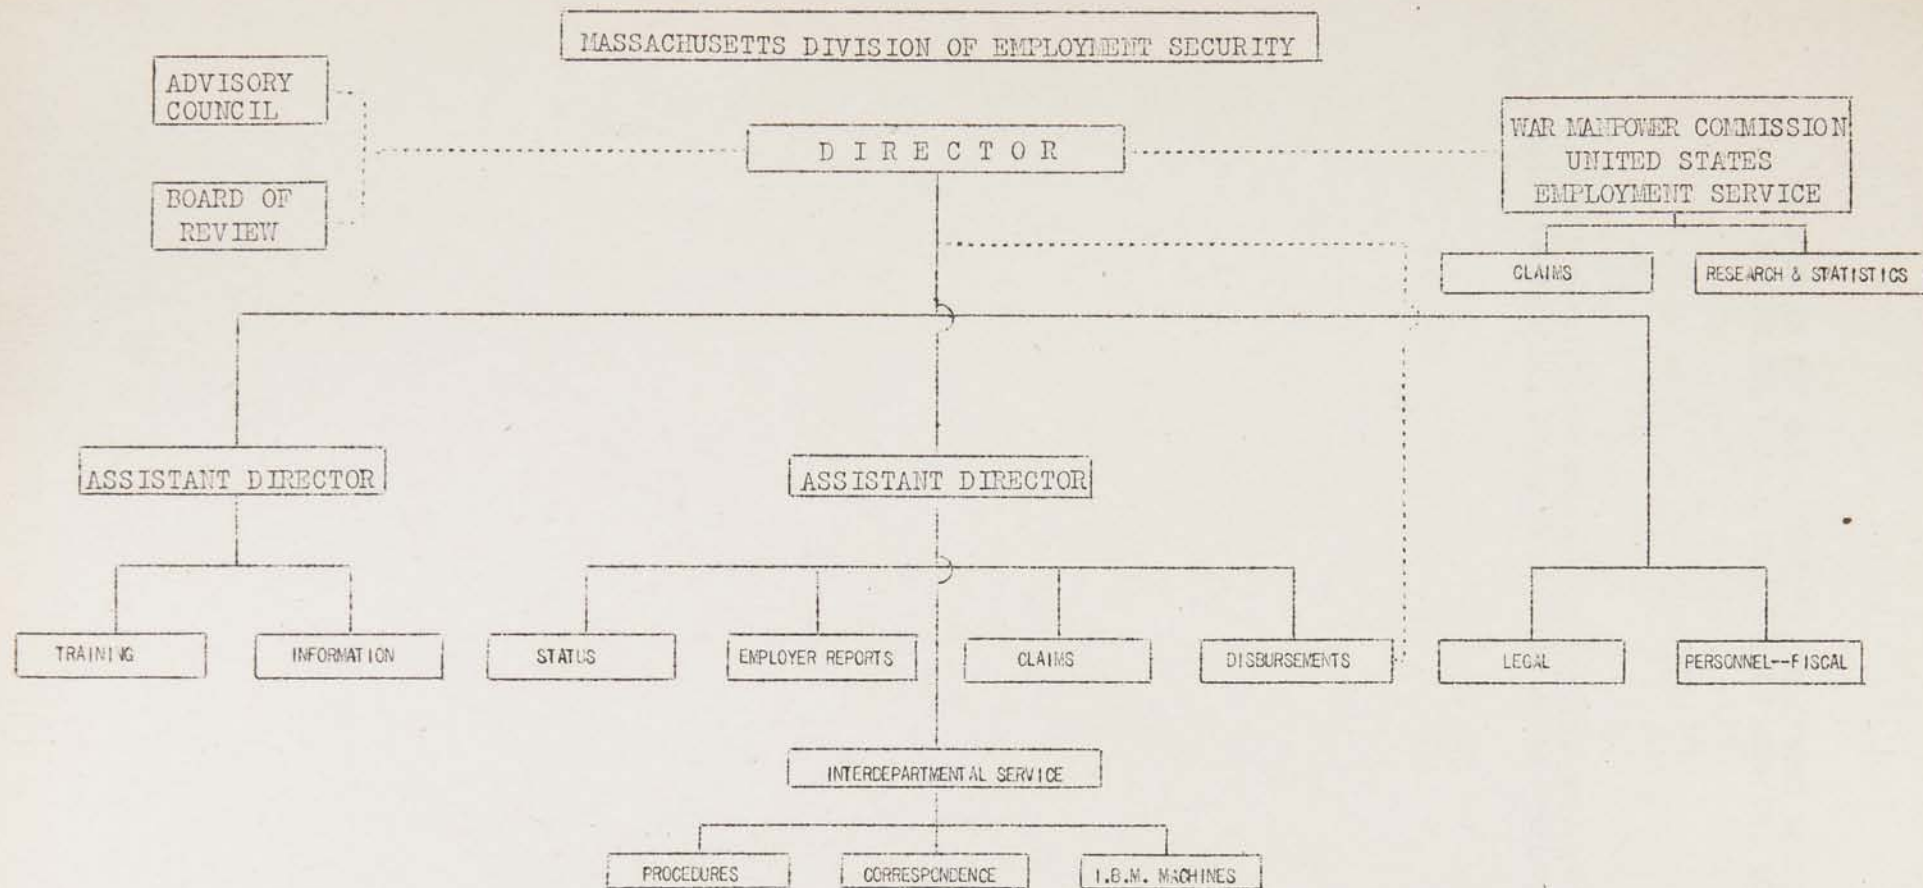 MASSACHUSETTS DIVISION OF EMPLOYMENT SECURITY
ADVISORY
COUNCIL
DIRECTOR
WAR MANPOWER COMMISSION
UNITED STATES
EMPLOYMENT SERVICE
BOARD OF
REVIEW
CLAIMS
RESEARCH & STATISTICS
ASSISTANT DIRECTOR
ASSISTANT DIRECTOR
TRAINING
INFORMATION
STATUS
EMPLOYER REPORTS
CLAIMS
DISBURSEMENTS
LEGAL
PERSONNEL--FISCAL
INTERDEPARTMENTAL SERVICE
PROCEDURES
CORRESPONDENCE
I.B.M. MACHINES